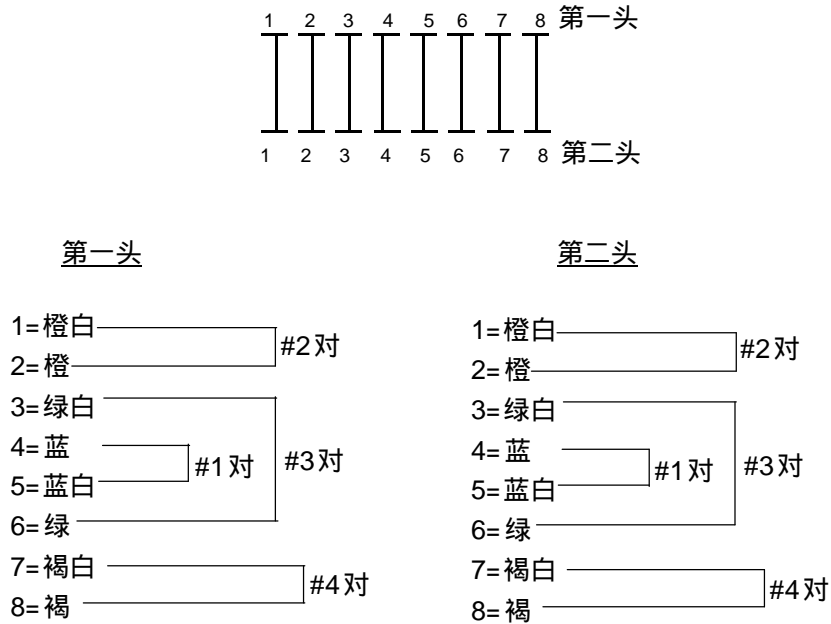 1 2 3 4 5 6 7 8 第一头
1 2 3 4 5 6 7 8 第二头
第一头
1=橙白
2=橙
#2对
3=绿白
4=蓝
5=蓝白
#1对
6=绿
#3对
7=褐白
8=褐
#4对
第二头
1=橙白
2=橙
#2对
3=绿白
4=蓝
5=蓝白
#1对
6=绿
#3对
7=褐白
8=褐
#4对